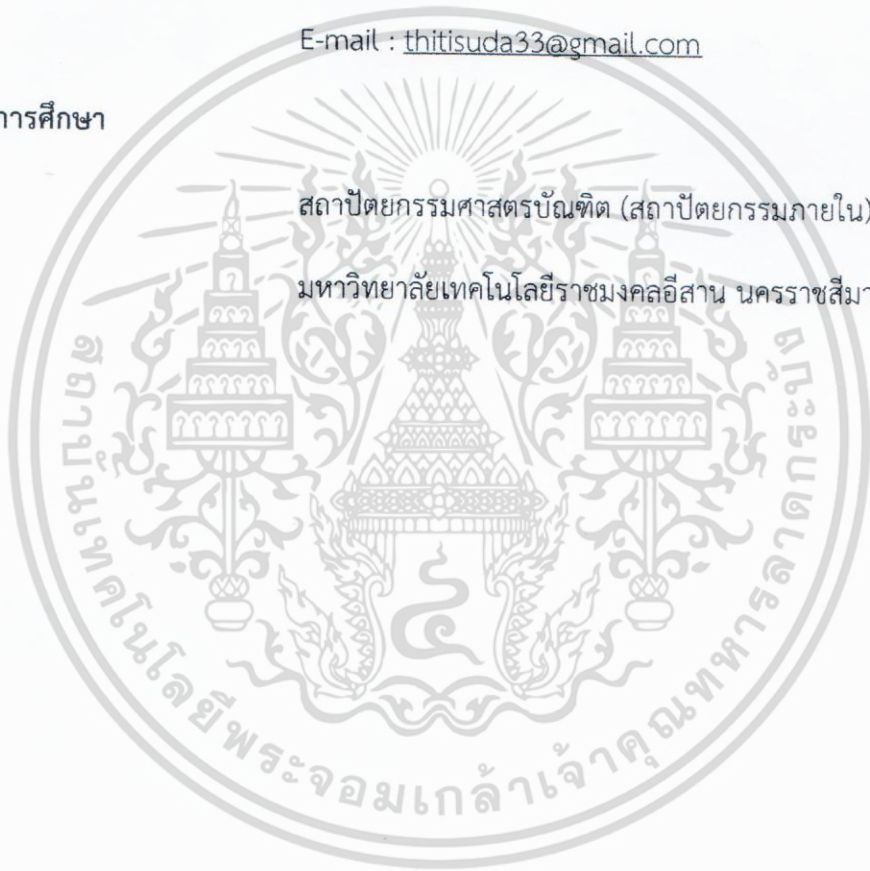 E-mail : thitisuda33@gmail.com
การศึกษา
สถาปัตยกรรมศาสตรบัณฑิต (สถาปัตยกรรมภายใน)
มหาวิทยาลัยเทคโนโลยีราชมงคลอีสาน นครราชสีมา
สถาบันเทคโนโลยีพระจอมเกล้าเจ้าคุณทหารลาดกระบัง